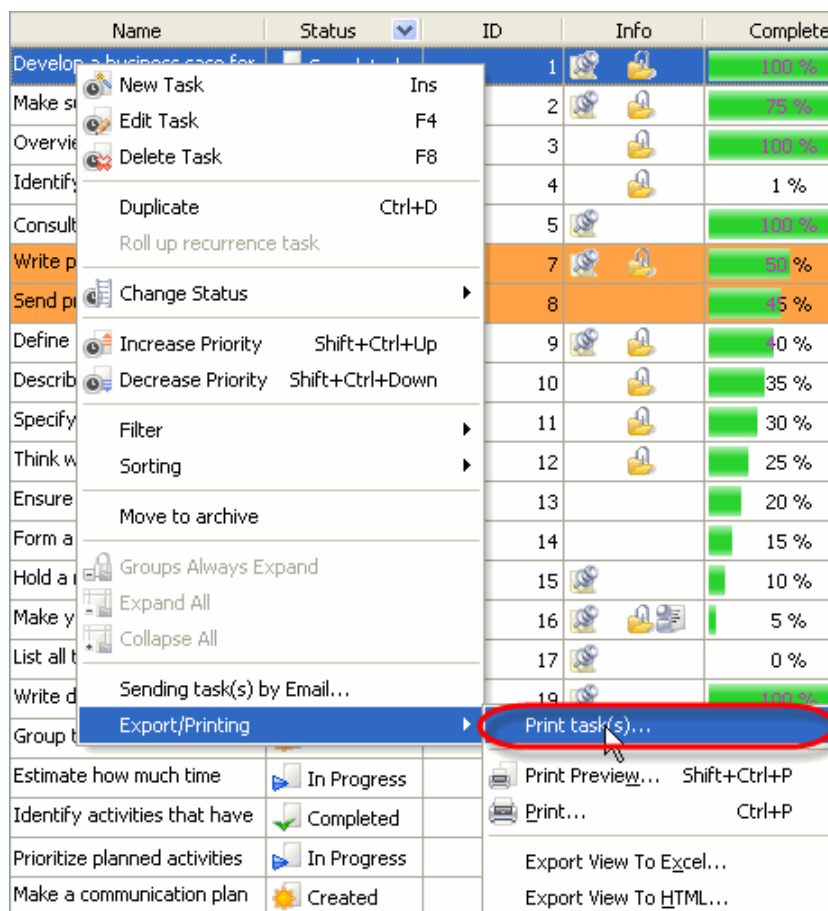 Name Status ID Info Complete
Develop a business case for 1 100 %
New Task Ins
Make 2 75 %
Edit Task F4
3 100 %
Delete Task F8
Identify 4 1 %
Duplicate Ctrl+D
5 100 %
Roll up recurrence task
Write 7 50 %
Change Status
Send 8 45 %
Define 9 40 %
Increase Priority Shift+Ctrl+Up
10 35 %
Decrease Priority Shift+Ctrl+Down
Specify 11 30 %
Filter
Think 12 25 %
Sorting
Ensure 13 20 %
Move to archive
Form a 14 15 %
Hold a 15 10 %
Groups Always Expand
Make 16 5 %
Expand All
Collapse All
List all 17 0 %
Write 19 100 %
Sending task(s) by Email...
Group
Export/Printing Print task(s)...
Estimate how much time In Progress
Print Preview... Shift+Ctrl+P
Identify activities that have Completed
Print... Ctrl+P
Prioritize planned activities In Progress
Export View To Excel...
Make a communication plan Created
Export View To HTML...